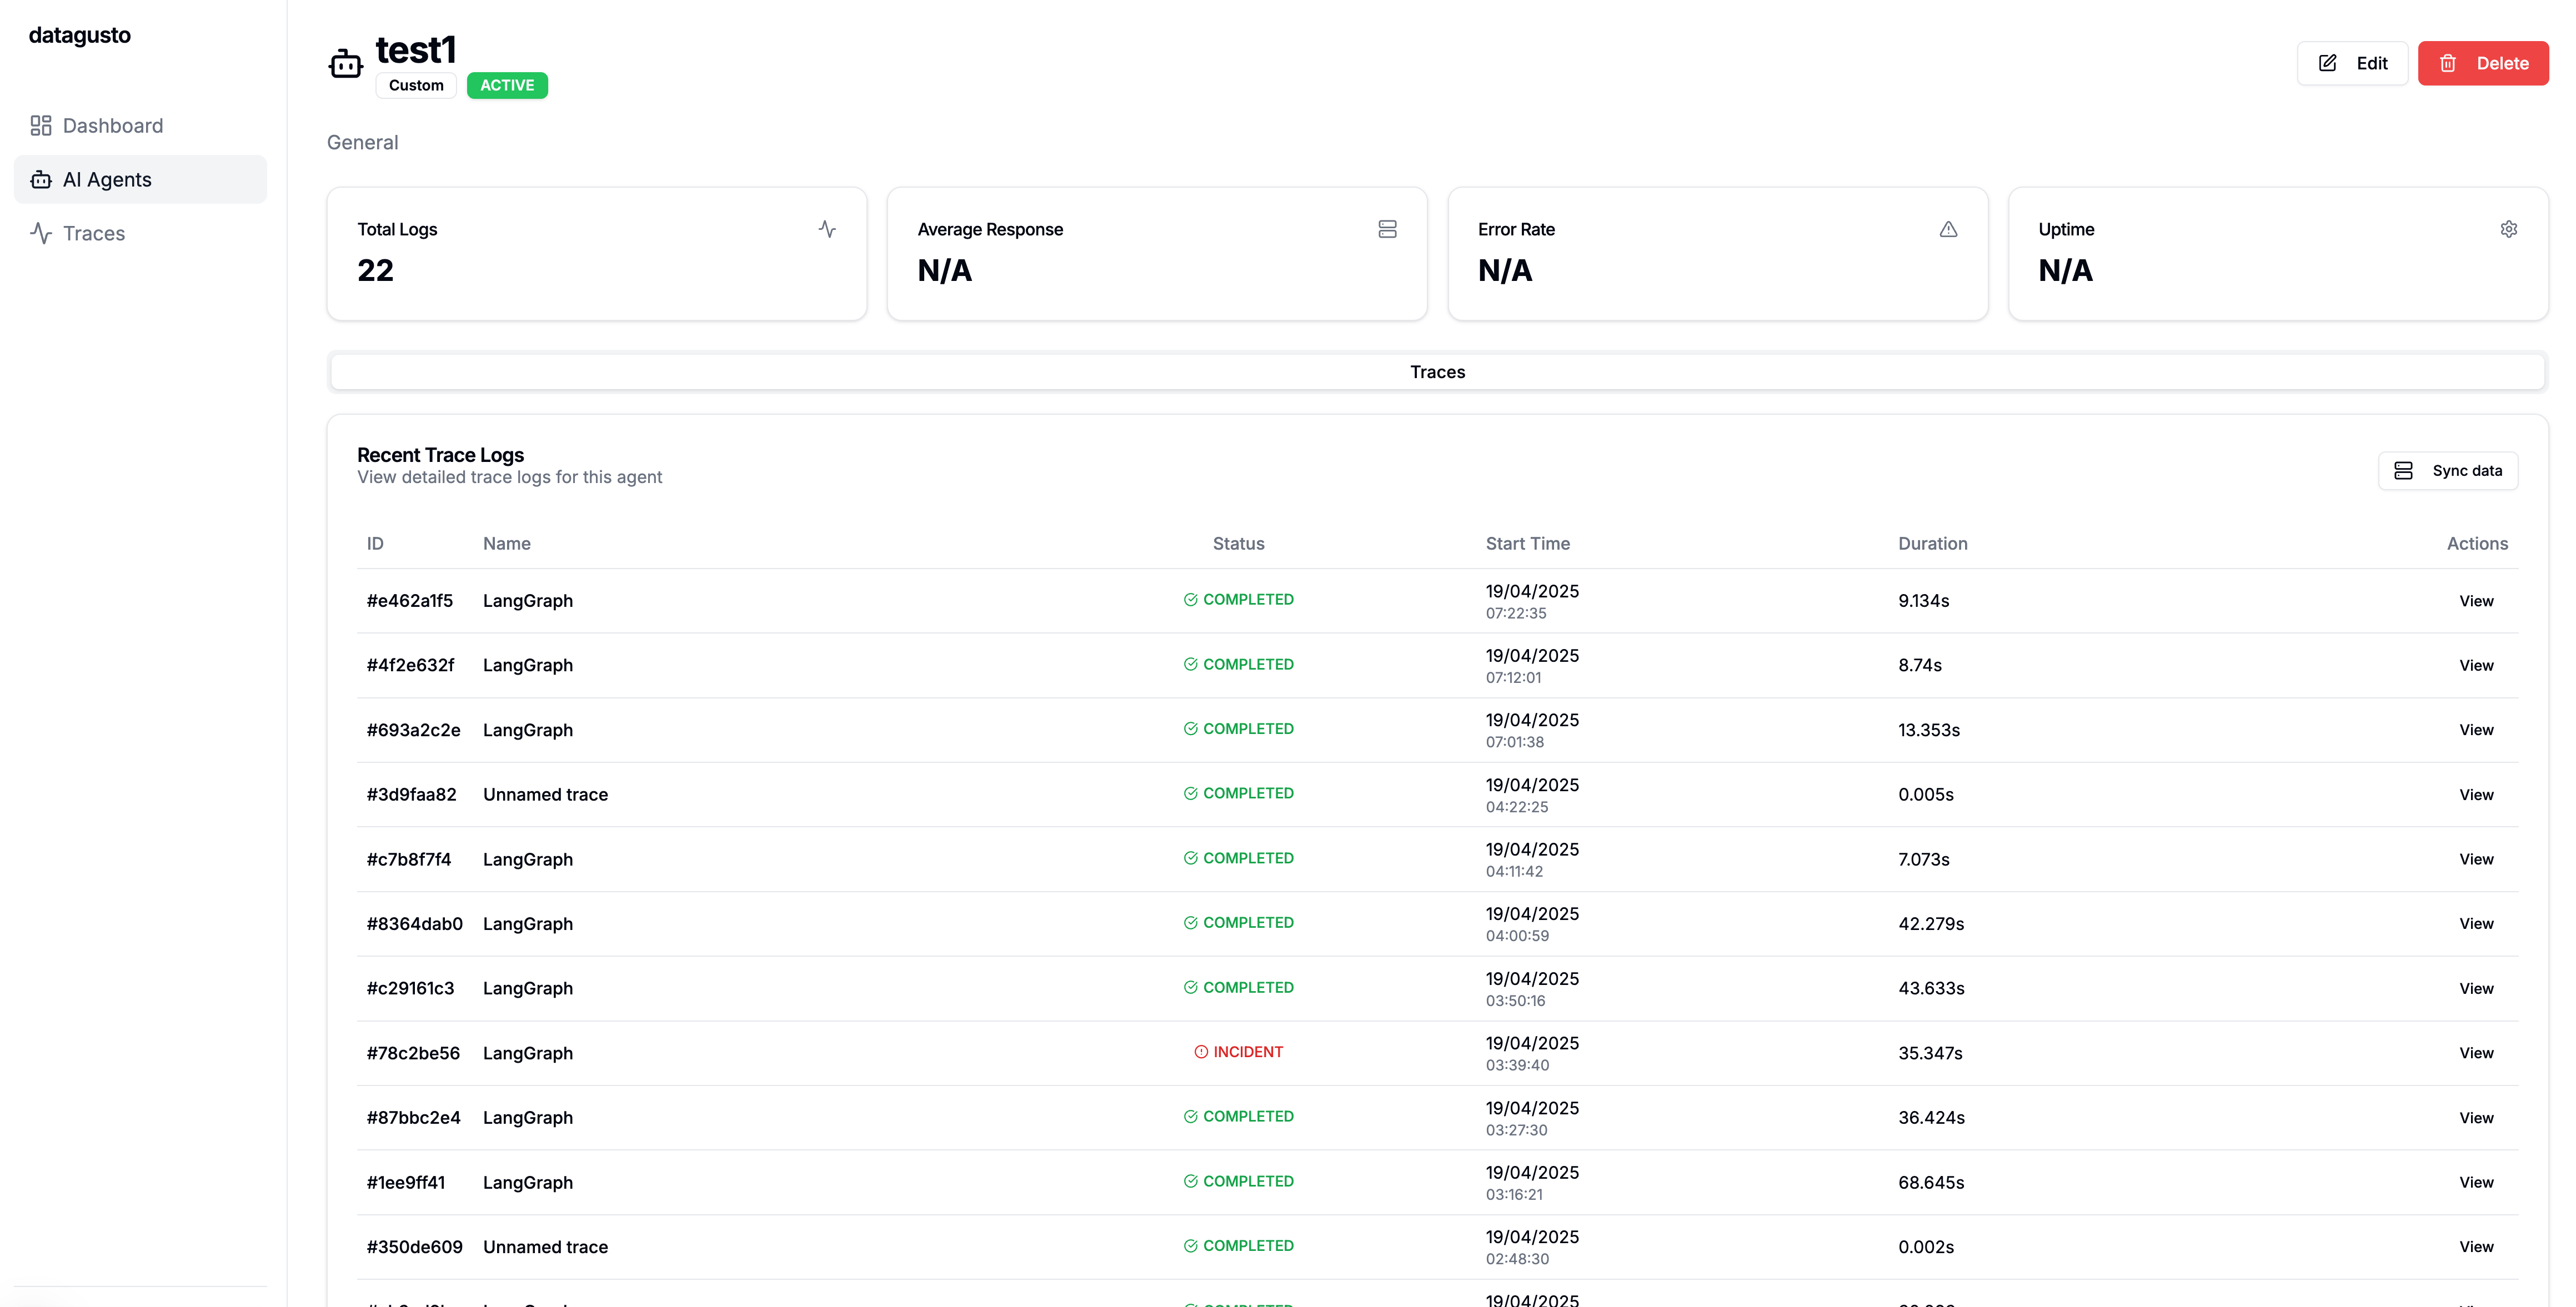 datagusto
Dashboard
AI Agents
Traces
test1
Custom ACTIVE
Edit Delete
General
Total Logs
22
Average Response
N/A
Error Rate
N/A
Uptime
N/A
Traces
Recent Trace Logs
View detailed trace logs for this agent
Sync data
ID Name Status Start Time Duration Actions
#e462a1f5 LangGraph COMPLETED 19/04/2025 07:22:35 9.134s View
#4f2e632f LangGraph COMPLETED 19/04/2025 07:12:01 8.74s View
#693a2c2e LangGraph COMPLETED 19/04/2025 07:01:38 13.353s View
#3d9faa82 Unnamed trace COMPLETED 19/04/2025 04:22:25 0.005s View
#c7b8f7f4 LangGraph COMPLETED 19/04/2025 04:11:42 7.073s View
#8364dab0 LangGraph COMPLETED 19/04/2025 04:00:59 42.279s View
#c29161c3 LangGraph COMPLETED 19/04/2025 03:50:16 43.633s View
#78c2be56 LangGraph INCIDENT 19/04/2025 03:39:40 35.347s View
#87bbc2e4 LangGraph COMPLETED 19/04/2025 03:27:30 36.424s View
#1ee9ff41 LangGraph COMPLETED 19/04/2025 03:16:21 68.645s View
#350de609 Unnamed trace COMPLETED 19/04/2025 02:48:30 0.002s View
19/04/2025